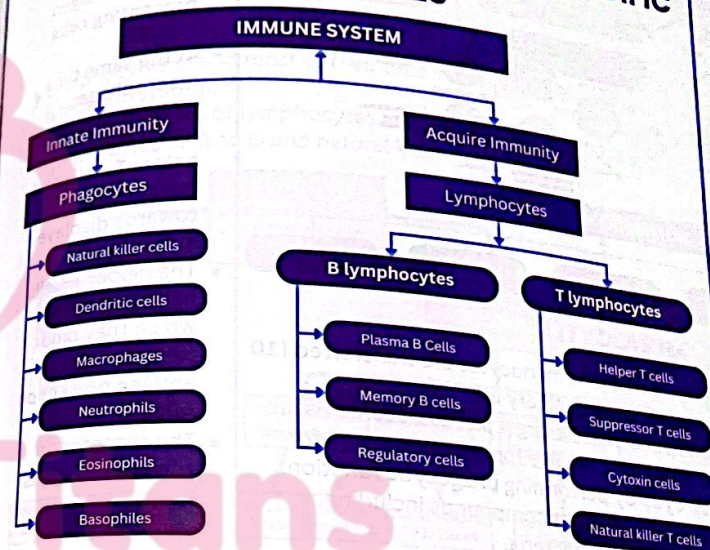 IMMUNE SYSTEM
Innate Immunity
Phagocytes
Natural killer cells
Dendritic cells
Macrophages
Neutrophils
Eosinophils
Basophiles
Acquire Immunity
Lymphocytes
B lymphocytes
Plasma B Cells
Memory B cells
Regulatory cells
T lymphocytes
Helper T cells
Suppressor T cells
Cytoxin cells
Natural killer T cells
Titans